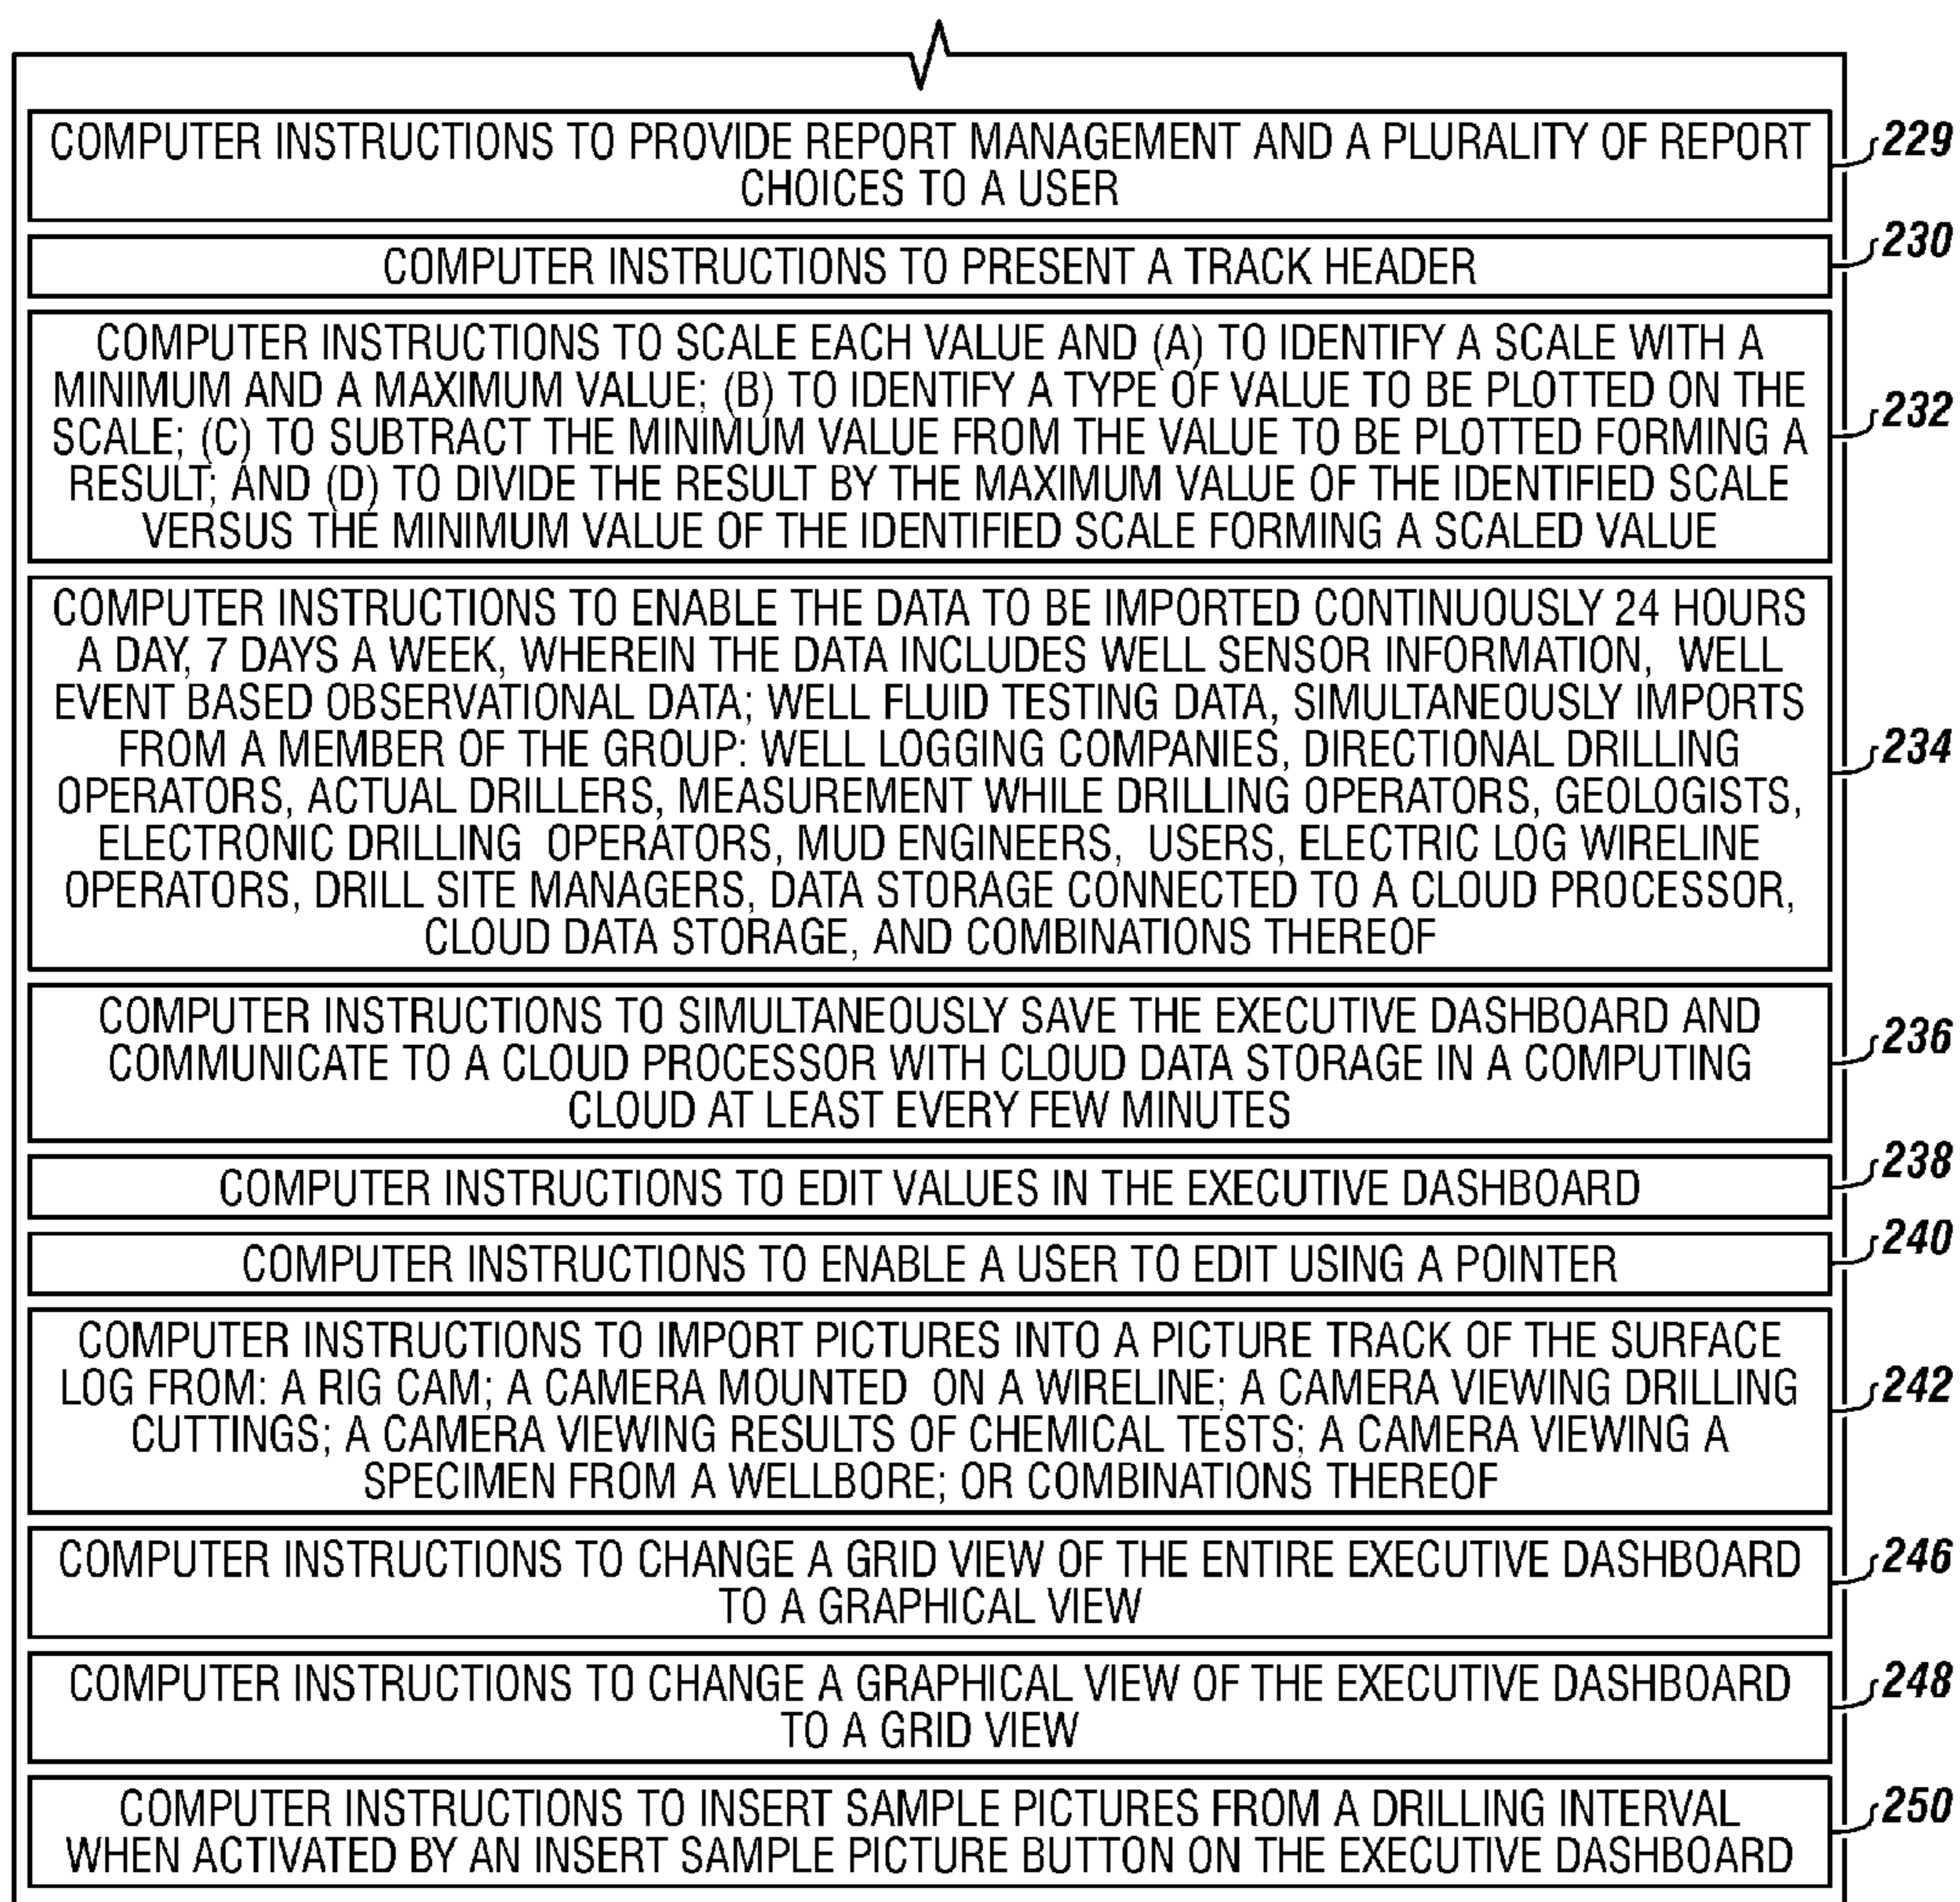 COMPUTER INSTRUCTIONS TO PROVIDE REPORT MANAGEMENT AND A PLURALITY OF REPORT
CHOICES TO A USER
229
COMPUTER INSTRUCTIONS TO PRESENT A TRACK HEADER
230
COMPUTER INSTRUCTIONS TO SCALE EACH VALUE AND (A) TO IDENTIFY A SCALE WITH A
MINIMUM AND A MAXIMUM VALUE; (B) TO IDENTIFY A TYPE OF VALUE TO BE PLOTTED ON THE
SCALE; (C) TO SUBTRACT THE MINIMUM VALUE FROM THE VALUE TO BE PLOTTED FORMING A
RESULT; AND (D) TO DIVIDE THE RESULT BY THE MAXIMUM VALUE OF THE IDENTIFIED SCALE
VERSUS THE MINIMUM VALUE OF THE IDENTIFIED SCALE FORMING A SCALED VALUE
232
COMPUTER INSTRUCTIONS TO ENABLE THE DATA TO BE IMPORTED CONTINUOUSLY 24 HOURS
A DAY, 7 DAYS A WEEK, WHEREIN THE DATA INCLUDES WELL SENSOR INFORMATION, WELL
EVENT BASED OBSERVATIONAL DATA; WELL FLUID TESTING DATA, SIMULTANEOUSLY IMPORTS
FROM A MEMBER OF THE GROUP: WELL LOGGING COMPANIES, DIRECTIONAL DRILLING
OPERATORS, ACTUAL DRILLERS, MEASUREMENT WHILE DRILLING OPERATORS, GEOLOGISTS,
ELECTRONIC DRILLING OPERATORS, MUD ENGINEERS, USERS, ELECTRIC LOG WIRELINE
OPERATORS, DRILL SITE MANAGERS, DATA STORAGE CONNECTED TO A CLOUD PROCESSOR,
CLOUD DATA STORAGE, AND COMBINATIONS THEREOF
234
COMPUTER INSTRUCTIONS TO SIMULTANEOUSLY SAVE THE EXECUTIVE DASHBOARD AND
COMMUNICATE TO A CLOUD PROCESSOR WITH CLOUD DATA STORAGE IN A COMPUTING
CLOUD AT LEAST EVERY FEW MINUTES
236
COMPUTER INSTRUCTIONS TO EDIT VALUES IN THE EXECUTIVE DASHBOARD
238
COMPUTER INSTRUCTIONS TO ENABLE A USER TO EDIT USING A POINTER
240
COMPUTER INSTRUCTIONS TO IMPORT PICTURES INTO A PICTURE TRACK OF THE SURFACE
LOG FROM: A RIG CAM; A CAMERA MOUNTED ON A WIRELINE; A CAMERA VIEWING DRILLING
CUTTINGS; A CAMERA VIEWING RESULTS OF CHEMICAL TESTS; A CAMERA VIEWING A
SPECIMEN FROM A WELLBORE; OR COMBINATIONS THEREOF
242
COMPUTER INSTRUCTIONS TO CHANGE A GRID VIEW OF THE ENTIRE EXECUTIVE DASHBOARD
TO A GRAPHICAL VIEW
246
COMPUTER INSTRUCTIONS TO CHANGE A GRAPHICAL VIEW OF THE EXECUTIVE DASHBOARD
TO A GRID VIEW
248
COMPUTER INSTRUCTIONS TO INSERT SAMPLE PICTURES FROM A DRILLING INTERVAL
WHEN ACTIVATED BY AN INSERT SAMPLE PICTURE BUTTON ON THE EXECUTIVE DASHBOARD
250